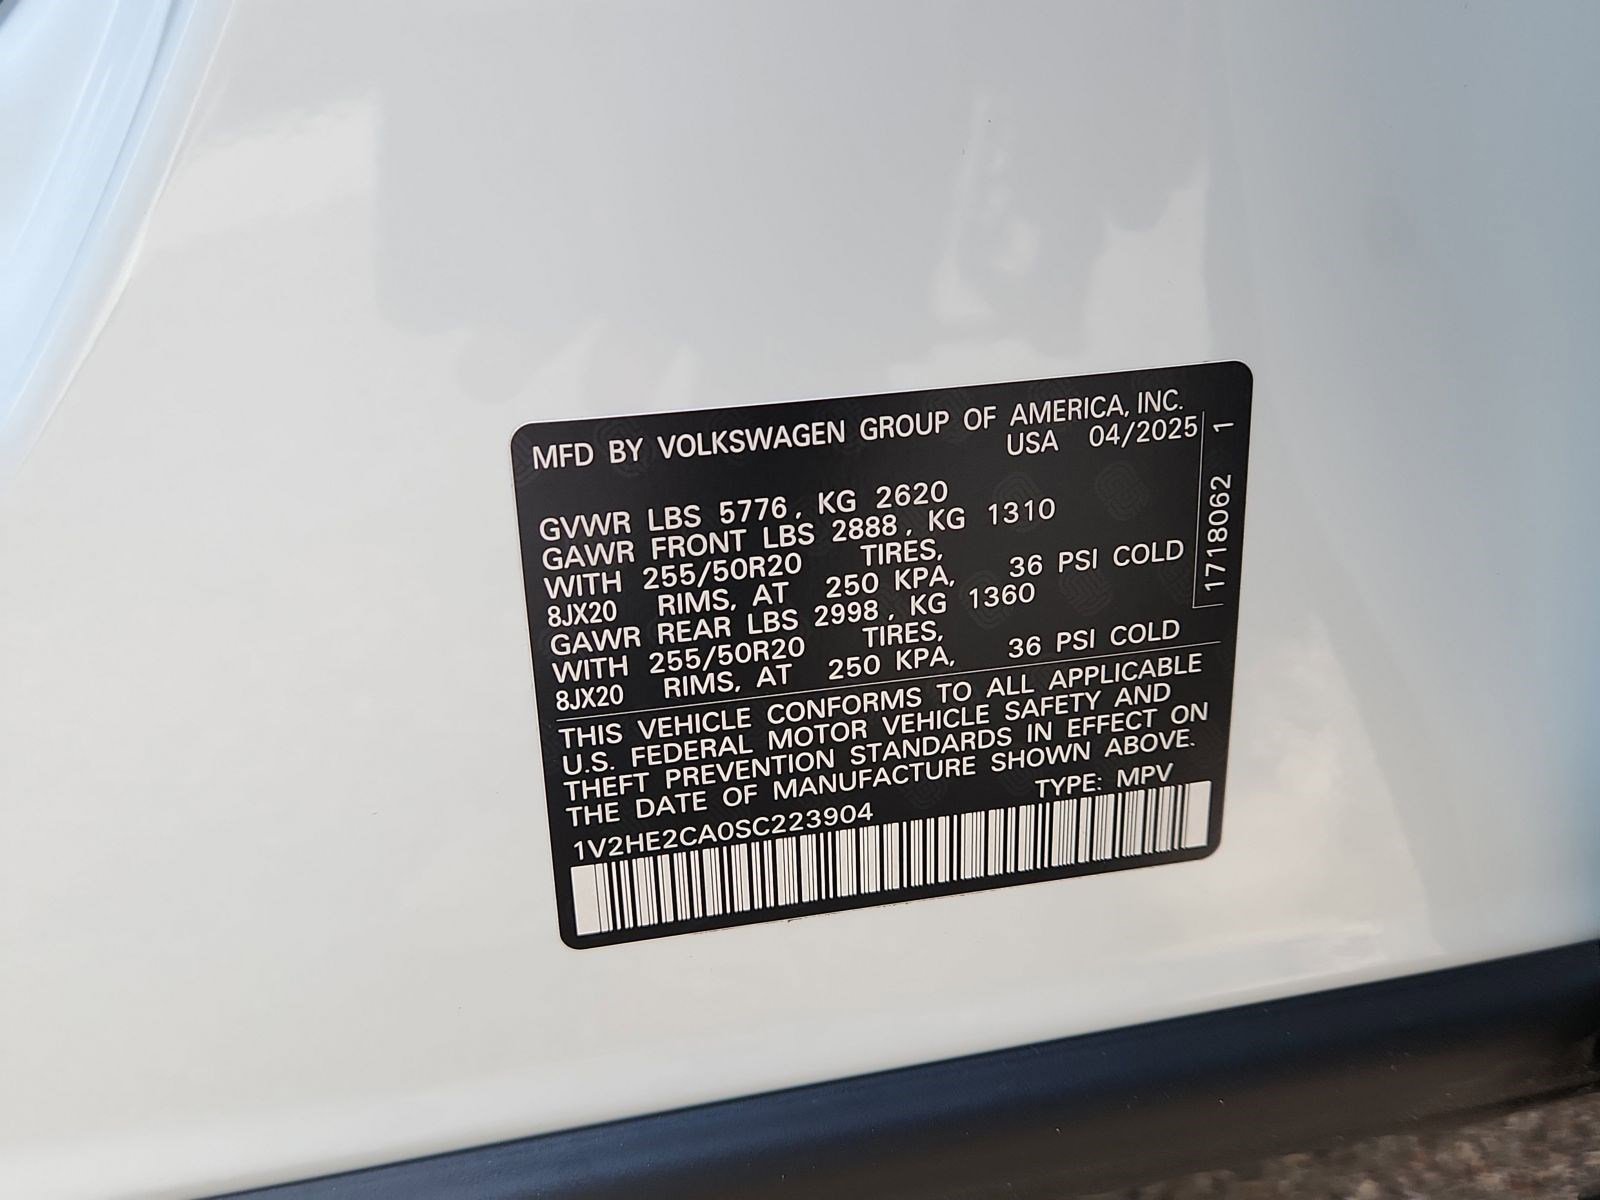 MFD BY VOLKSWAGEN GROUP OF AMERICA, INC.
USA 04/2025
GVWR LBS 5776, KG 2620
GAWR FRONT LBS 2888, KG 1310
WITH 255/50R20 TIRES,
8JX20 RIMS, AT 250 KPA, 36 PSI COLD
GAWR REAR LBS 2998, KG 1360
WITH 255/50R20 TIRES,
8JX20 RIMS, AT 250 KPA, 36 PSI COLD
THIS VEHICLE CONFORMS TO ALL APPLICABLE
U.S. FEDERAL MOTOR VEHICLE SAFETY AND
THEFT PREVENTION STANDARDS IN EFFECT ON
THE DATE OF MANUFACTURE SHOWN ABOVE.
TYPE: MPV
1V2HE2CA0SC223904
1718062 1